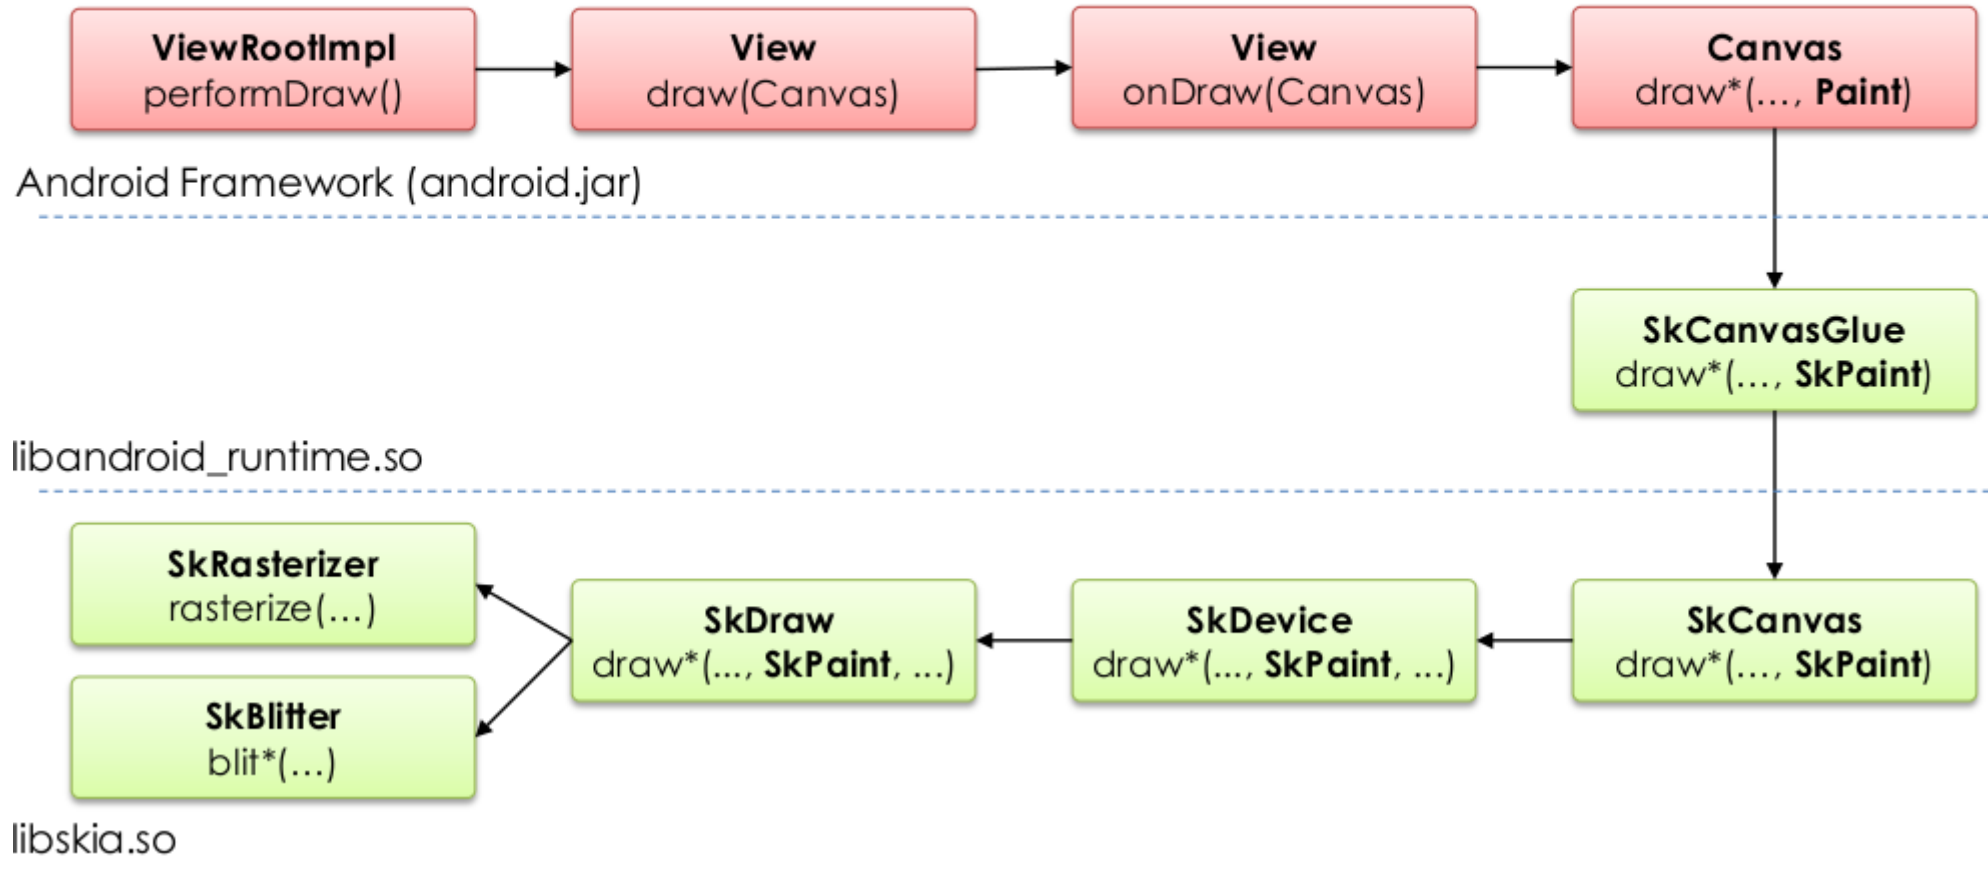 ViewRootImpl
performDraw()
View
draw(Canvas)
View
onDraw(Canvas)
Canvas
draw*(..., Paint)
Android Framework (android.jar)
SkCanvasGlue
draw*(..., SkPaint)
libandroid_runtime.so
SkRasterizer
rasterize(...)
SkBlitter
blit*(...)
SkDraw
draw*(..., SkPaint, ...)
SkDevice
draw*(..., SkPaint, ...)
SkCanvas
draw*(..., SkPaint)
libskia.so